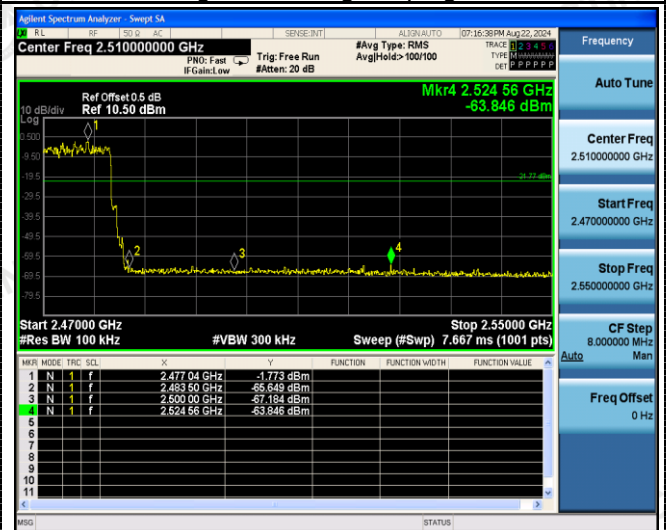 Agilent Spectrum Analyzer - Swept SA
RL RF 50 Ω AC SENSE:INT ALIGNAUTO 07:16:38PM Aug 22, 2024
Center Freq 2.510000000 GHz
PNO: Fast
IFGain:Low
Trig: Free Run
#Atten: 20 dB
#Avg Type: RMS
Avg|Hold:>100/100
TRACE 1 2 3 4 5 6
TYPE M
DET P P P P P P
Mkr4 2.524 56 GHz
-63.846 dBm
Ref Offset 0.5 dB
10 dB/div Ref 10.50 dBm
Log
0.500
-9.50
-19.5
-29.5
-39.5
-49.5
-59.5
-69.5
-79.5
1
2
3
4
-21.77 dBm
Start 2.47000 GHz Stop 2.55000 GHz
#Res BW 100 kHz #VBW 300 kHz Sweep (#Swp) 7.667 ms (1001 pts)
MKR MODE TRC SCL X Y FUNCTION FUNCTION WIDTH FUNCTION VALUE
1 N 1 f 2.477 04 GHz -1.773 dBm
2 N 1 f 2.483 50 GHz -65.649 dBm
3 N 1 f 2.500 00 GHz -67.184 dBm
4 N 1 f 2.524 56 GHz -63.846 dBm
5
6
7
8
9
10
11
MSG STATUS
Frequency
Auto Tune
Center Freq
2.510000000 GHz
Start Freq
2.470000000 GHz
Stop Freq
2.550000000 GHz
CF Step
8.000000 MHz
Auto Man
Freq Offset
0 Hz